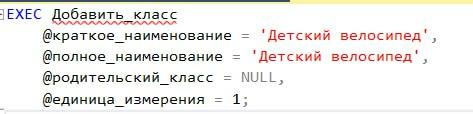 EXEC Добавить_класс
@краткое_наименование = 'Детский велосипед',
@полное_наименование = 'Детский велосипед',
@родительский_класс = NULL,
@единица_измерения = 1;